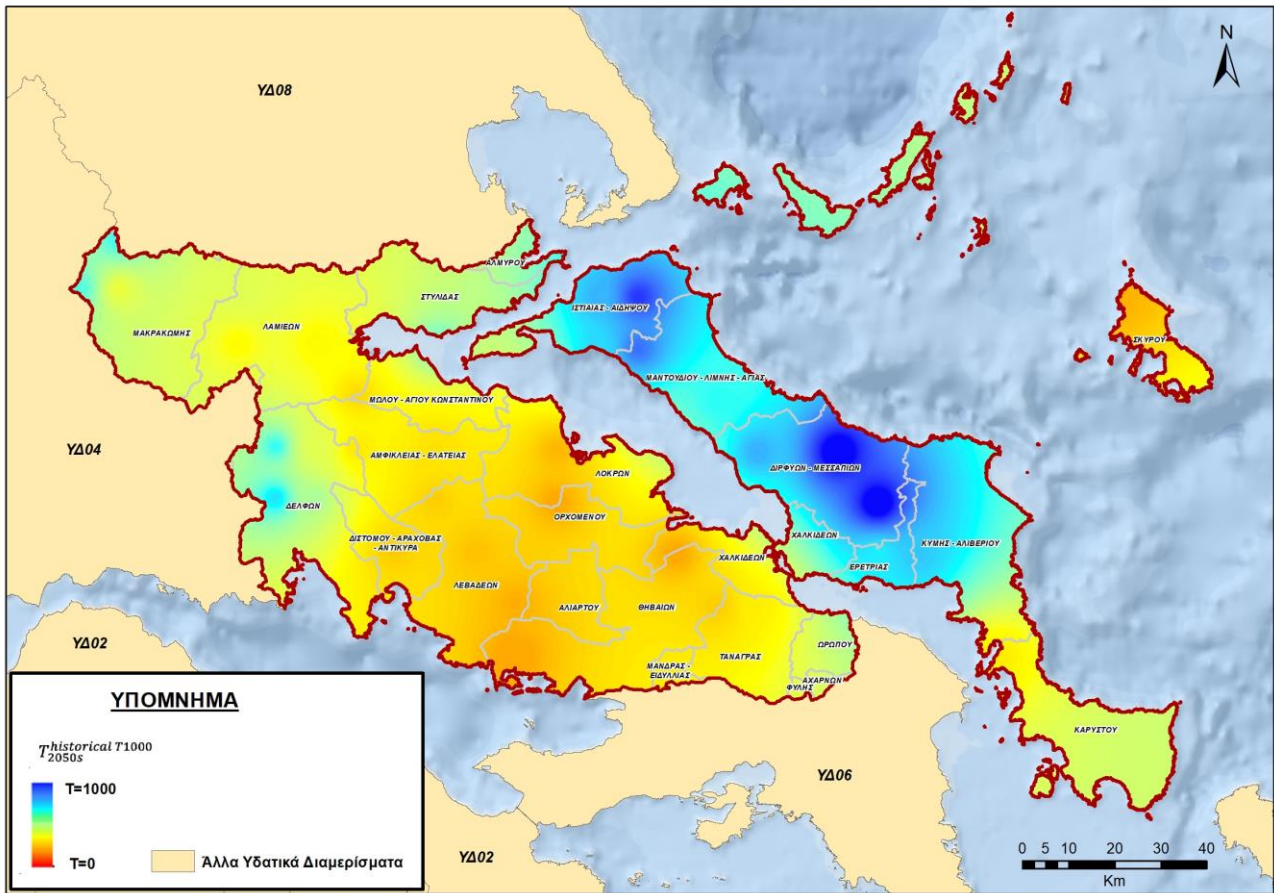 N
ΥΔ08
ΑΛΜΥΡΟΥ
ΣΤΥΛΙΔΑΣ
ΙΣΤΙΑΙΑΣ - ΑΙΔΗΨΟΥ
ΜΑΚΡΑΚΩΜΗΣ
ΛΑΜΙΕΩΝ
ΣΚΥΡΟΥ
ΜΑΝΤΟΥΔΙΟΥ - ΛΙΜΝΗΣ - ΑΓΙΑΣ
ΜΩΛΟΥ - ΑΓΙΟΥ ΚΩΝΣΤΑΝΤΙΝΟΥ
ΥΔ04
ΑΜΦΙΚΛΕΙΑΣ - ΕΛΑΤΕΙΑΣ
ΛΟΚΡΩΝ
ΔΙΡΦΥΩΝ - ΜΕΣΣΑΠΙΩΝ
ΔΕΛΦΩΝ
ΟΡΧΟΜΕΝΟΥ
ΔΙΣΤΟΜΟΥ - ΑΡΑΧΟΒΑΣ
- ΑΝΤΙΚΥΡΑ
ΧΑΛΚΙΔΕΩΝ
ΚΥΜΗΣ - ΑΛΙΒΕΡΙΟΥ
ΧΑΛΚΙΔΕΩΝ
ΕΡΕΤΡΙΑΣ
ΛΕΒΑΔΕΩΝ
ΑΛΙΑΡΤΟΥ
ΘΗΒΑΙΩΝ
ΥΔ02
ΩΡΩΠΟΥ
ΤΑΝΑΓΡΑΣ
ΜΑΝΔΡΑΣ -
ΕΙΔΥΛΛΙΑΣ
ΑΧΑΡΝΩΝ
ΦΥΛΗΣ
ΚΑΡΥΣΤΟΥ
ΥΠΟΜΝΗΜΑ
T historical T1000
2050s
T=1000
T=0
Άλλα Υδατικά Διαμερίσματα
ΥΔ06
ΥΔ02
0 5 10 20 30 40
Km